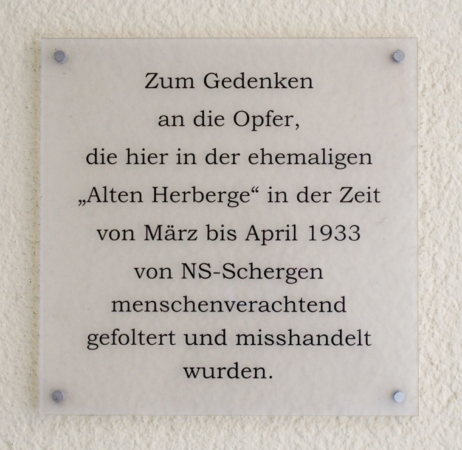 Zum Gedenken
an die Opfer,
die hier in der ehemaligen
„Alten Herberge“ in der Zeit
von März bis April 1933
von NS-Schergen
menschenverachtend
gefoltert und misshandelt
wurden.